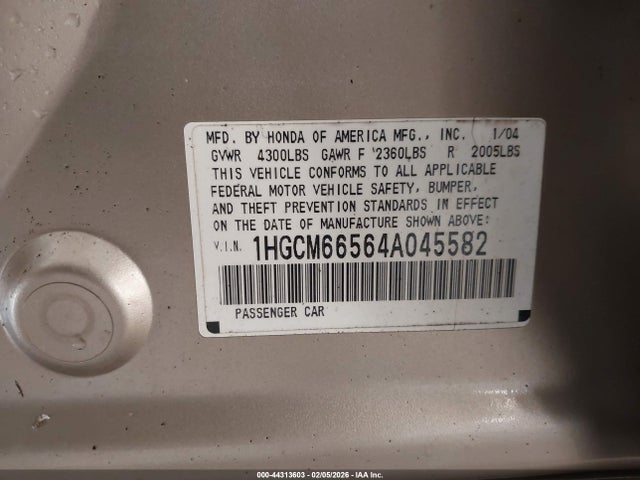 MFD. BY HONDA OF AMERICA MFG., INC. 1/04
GVWR 4300LBS GAWR F 2360LBS R 2005LBS
THIS VEHICLE CONFORMS TO ALL APPLICABLE
FEDERAL MOTOR VEHICLE SAFETY, BUMPER,
AND THEFT PREVENTION STANDARDS IN EFFECT
ON THE DATE OF MANUFACTURE SHOWN ABOVE:
V.I.N. 1HGCM66564A045582
PASSENGER CAR
000-44313603 — 02/05/2026 — IAA Inc.